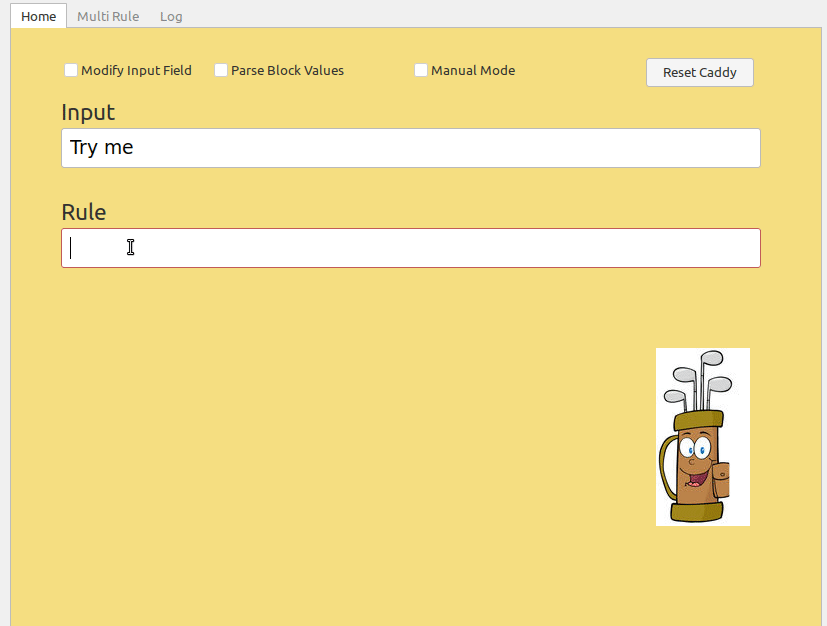 Home Multi Rule Log
Modify Input Field Parse Block Values Manual Mode Reset Caddy
Input
Try me
Rule